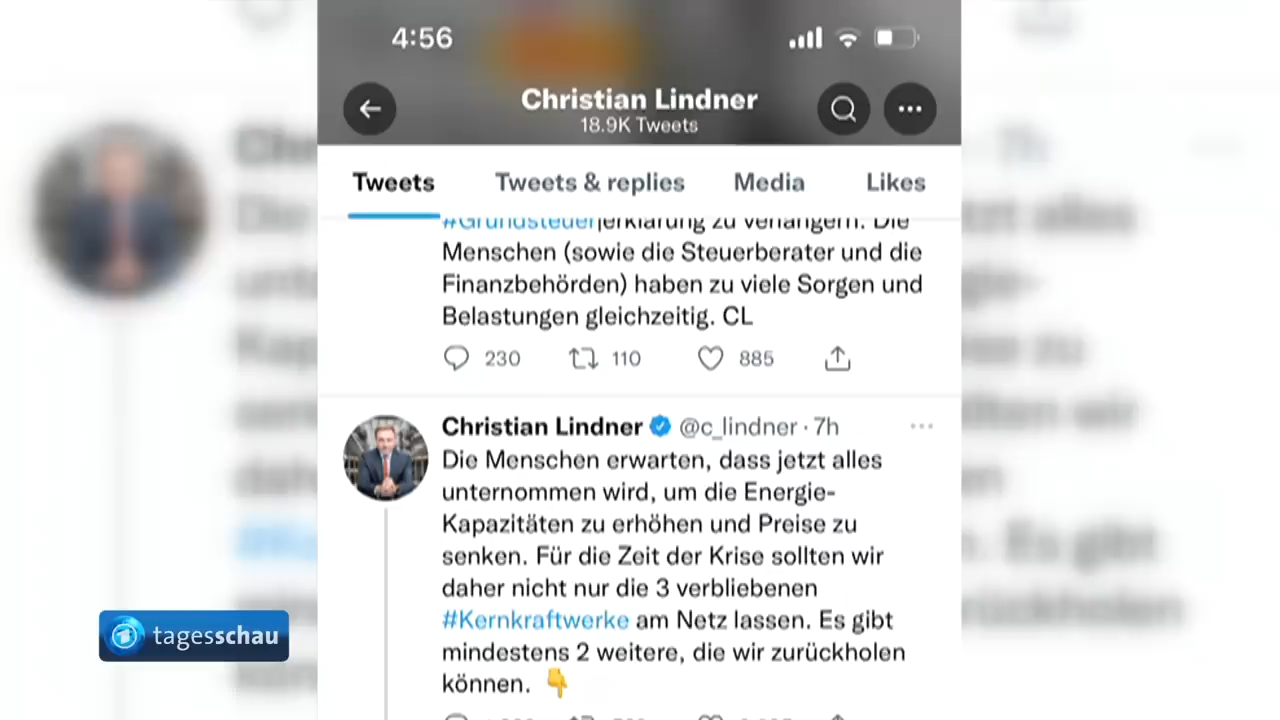 4:56
Christian Lindner
18.9K Tweets
Tweets
Tweets & replies
Media
Likes
#Grundsteuererklärung zu verlängern. Die
Menschen (sowie die Steuerberater und die
Finanzbehörden) haben zu viele Sorgen und
Belastungen gleichzeitig. CL
230 110 885
Christian Lindner @c_lindner · 7h
Die Menschen erwarten, dass jetzt alles
unternommen wird, um die Energie-
Kapazitäten zu erhöhen und Preise zu
senken. Für die Zeit der Krise sollten wir
daher nicht nur die 3 verbliebenen
#Kernkraftwerke am Netz lassen. Es gibt
mindestens 2 weitere, die wir zurückholen
können. 👇
tagesschau